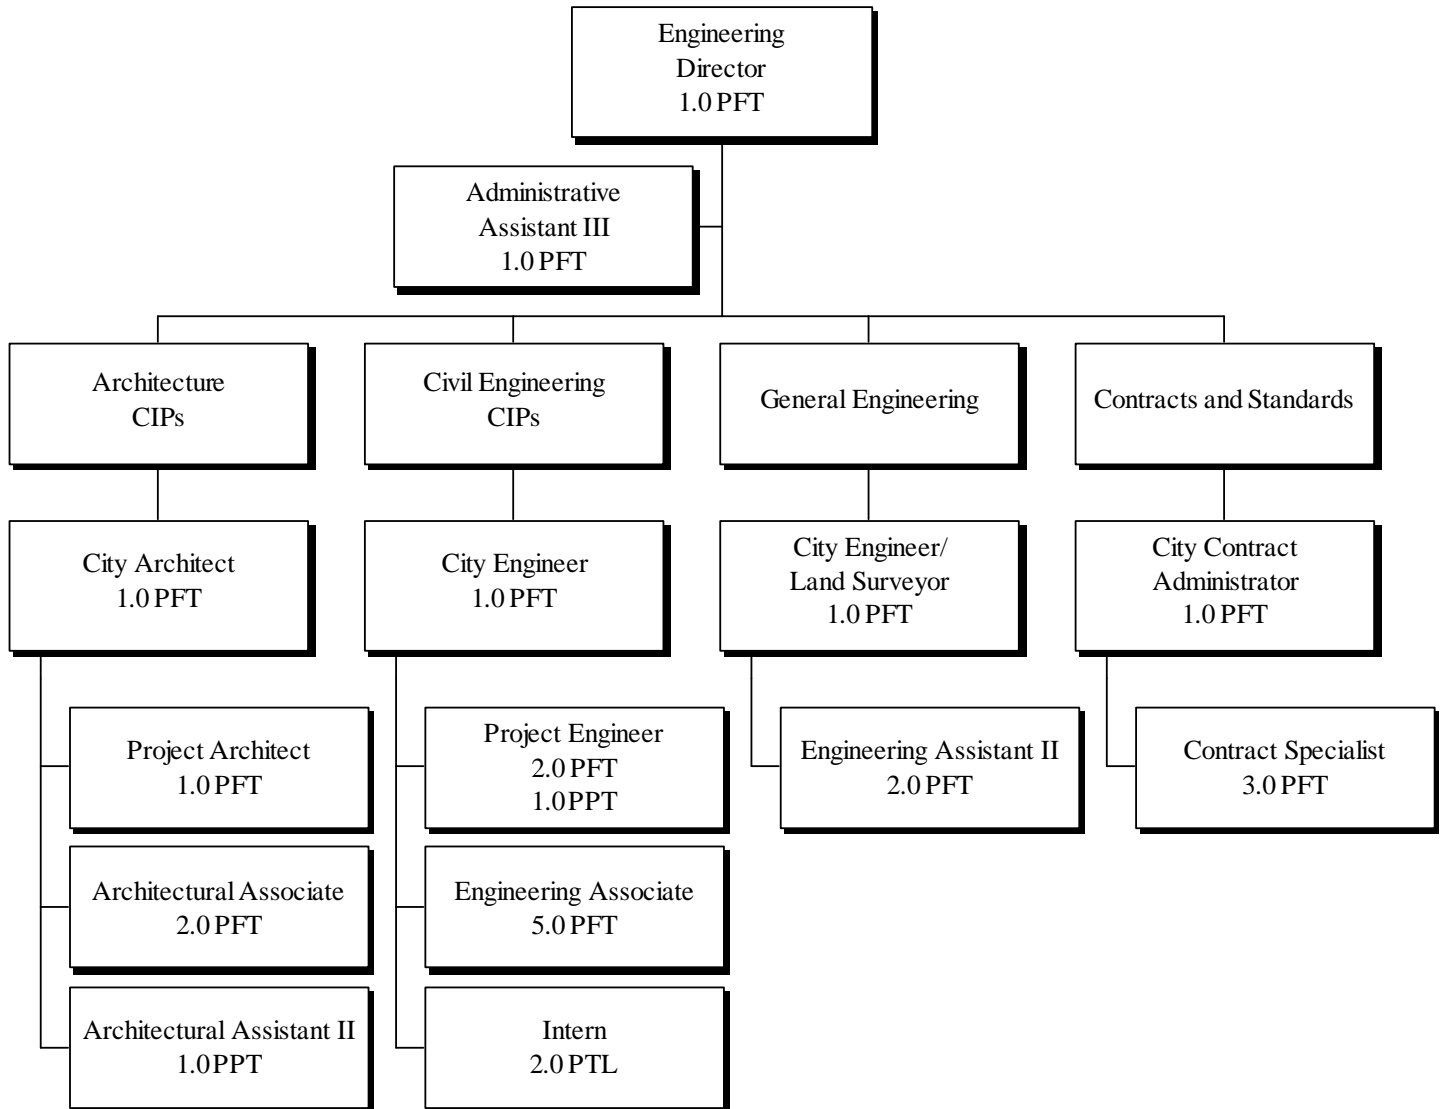 Engineering
Director
1.0 PFT
Administrative
Assistant III
1.0 PFT
Architecture
CIPs
Civil Engineering
CIPs
General Engineering
Contracts and Standards
City Architect
1.0 PFT
City Engineer
1.0 PFT
City Engineer/
Land Surveyor
1.0 PFT
City Contract
Administrator
1.0 PFT
Project Architect
1.0 PFT
Project Engineer
2.0 PFT
1.0 PPT
Engineering Assistant II
2.0 PFT
Contract Specialist
3.0 PFT
Architectural Associate
2.0 PFT
Engineering Associate
5.0 PFT
Architectural Assistant II
1.0 PPT
Intern
2.0 PTL